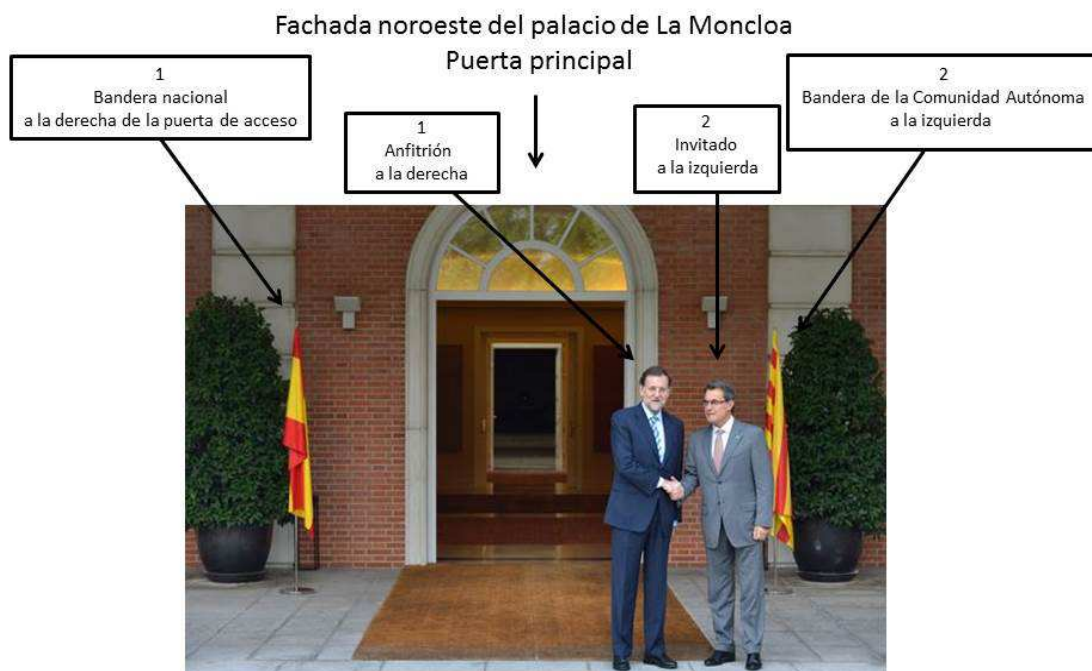 Fachada noroeste del palacio de La Moncloa
Puerta principal
1
Bandera nacional
a la derecha de la puerta de acceso
1
Anfitrión
a la derecha
2
Invitado
a la izquierda
2
Bandera de la Comunidad Autónoma
a la izquierda